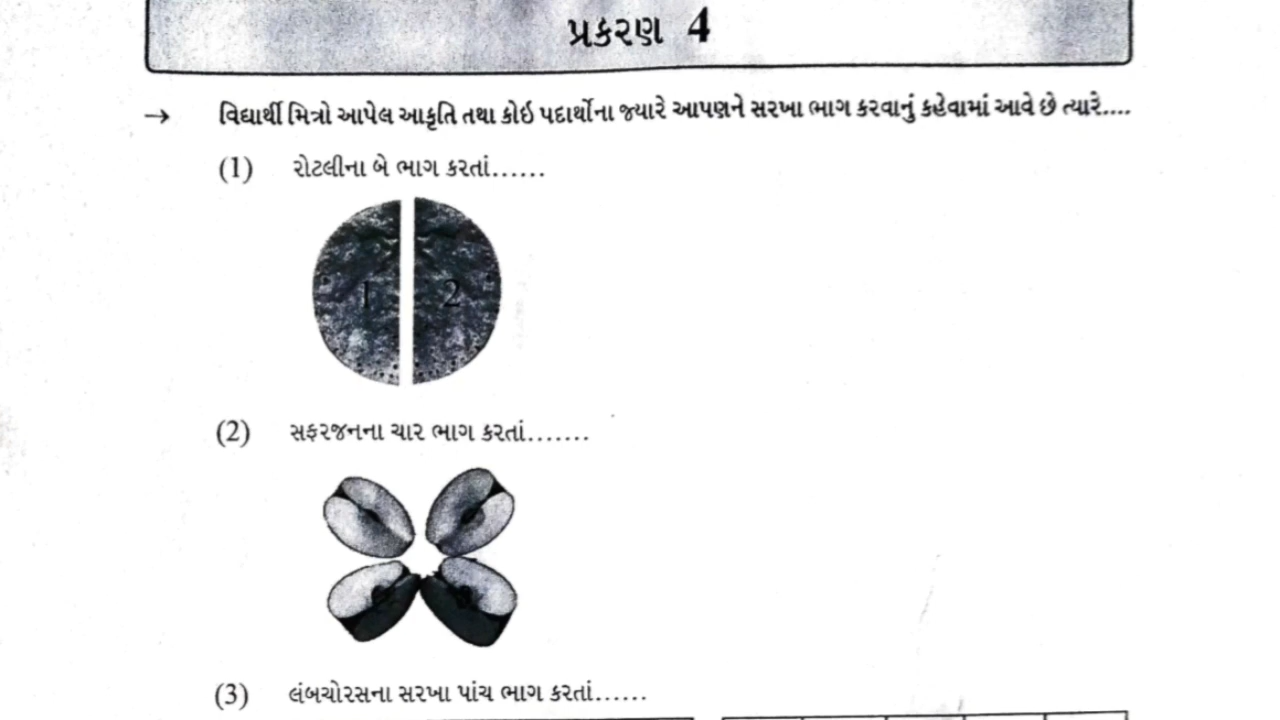 પ્રકરણ 4
→ વિદ્યાર્થી મિત્રો આપેલ આકૃતિ તથા કોઇ પદાર્થોના જ્યારે આપણને સરખા ભાગ કરવાનું કહેવામાં આવે છે ત્યારે....
(1) રોટલીના બે ભાગ કરતાં......
1 2
(2) સફરજનના ચાર ભાગ કરતાં.......
(3) લંબચોરસના સરખા પાંચ ભાગ કરતાં......